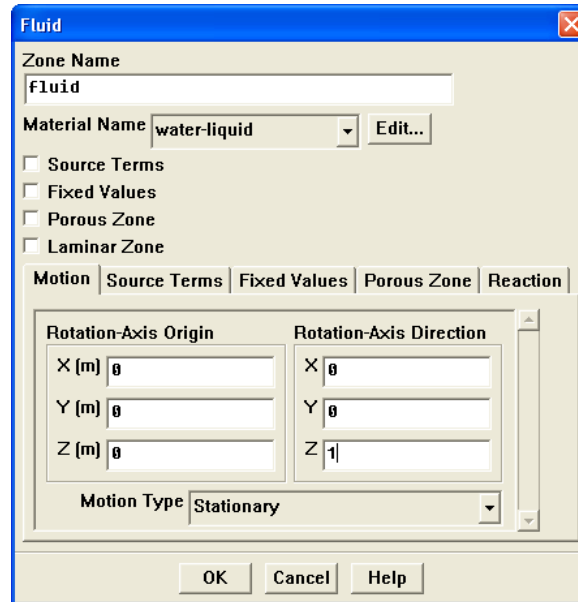 Fluid
Zone Name
fluid
Material Name water-liquid Edit...
Source Terms
Fixed Values
Porous Zone
Laminar Zone
Motion Source Terms Fixed Values Porous Zone Reaction
Rotation-Axis Origin Rotation-Axis Direction
X (m) 0 X 0
Y (m) 0 Y 0
Z (m) 0 Z 1
Motion Type Stationary
OK Cancel Help